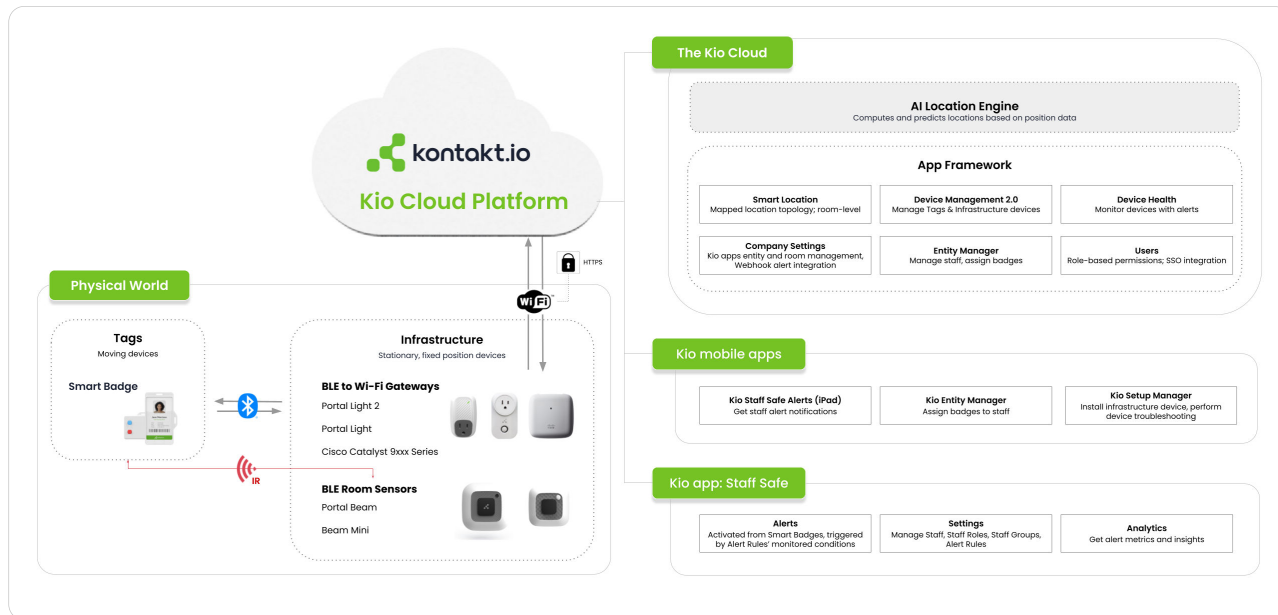 kontakt.io
Kio Cloud Platform
HTTPS
WiFi
Physical World
Tags
Moving devices
Smart Badge
IR
Infrastructure
Stationary, fixed position devices
BLE to Wi-Fi Gateways
Portal Light 2
Portal Light
Cisco Catalyst 9xxx Series
BLE Room Sensors
Portal Beam
Beam Mini
The Kio Cloud
AI Location Engine
Computes and predicts locations based on position data
App Framework
Smart Location
Mapped location topology; room-level
Device Management 2.0
Manage Tags & Infrastructure devices
Device Health
Monitor devices with alerts
Company Settings
Kio apps entity and room management,
Webhook alert integration
Entity Manager
Manage staff, assign badges
Users
Role-based permissions; SSO integration
Kio mobile apps
Kio Staff Safe Alerts (iPad)
Get staff alert notifications
Kio Entity Manager
Assign badges to staff
Kio Setup Manager
Install infrastructure device, perform
device troubleshooting
Kio app: Staff Safe
Alerts
Activated from Smart Badges, triggered
by Alert Rules' monitored conditions
Settings
Manage Staff, Staff Roles, Staff Groups,
Alert Rules
Analytics
Get alert metrics and insights